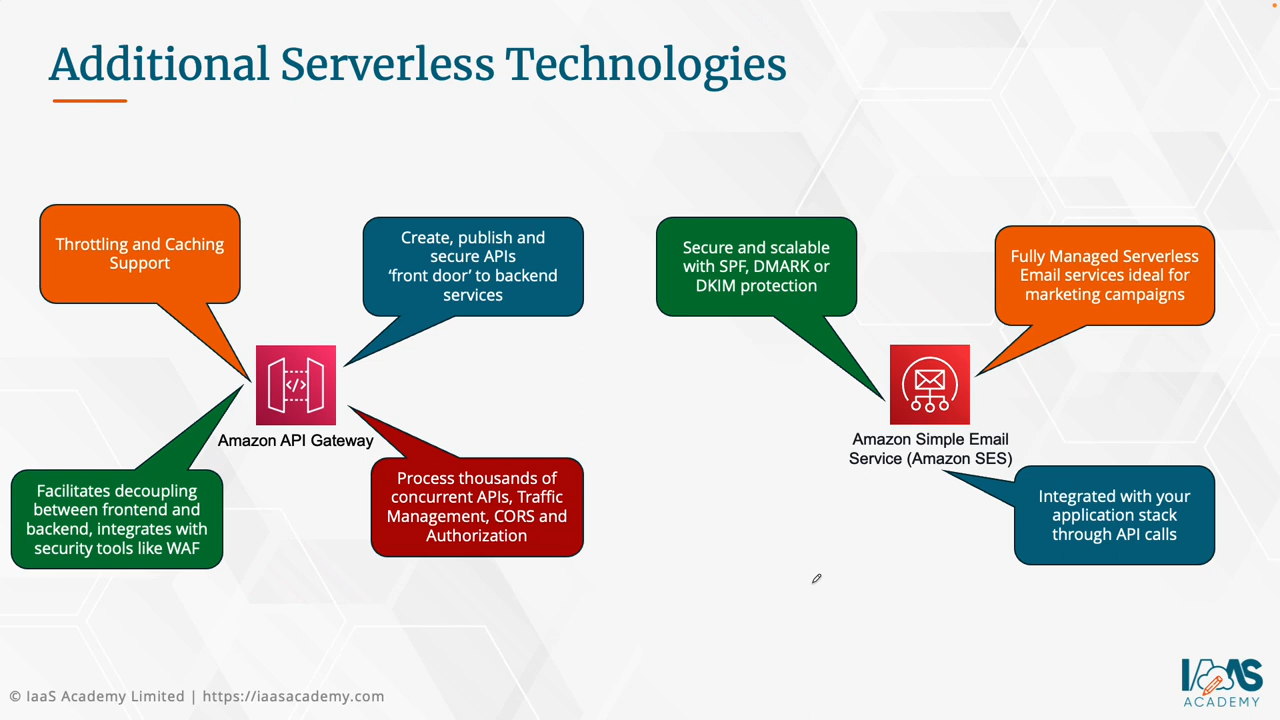 Additional Serverless Technologies
Throttling and Caching
Support
Create, publish and
secure APIs
‘front door’ to backend
services
Amazon API Gateway
Facilitates decoupling
between frontend and
backend, integrates with
security tools like WAF
Process thousands of
concurrent APIs, Traffic
Management, CORS and
Authorization
Secure and scalable
with SPF, DMARK or
DKIM protection
Fully Managed Serverless
Email services ideal for
marketing campaigns
Amazon Simple Email
Service (Amazon SES)
Integrated with your
application stack
through API calls
© IaaS Academy Limited | https://iaasacademy.com
IAAS
ACADEMY